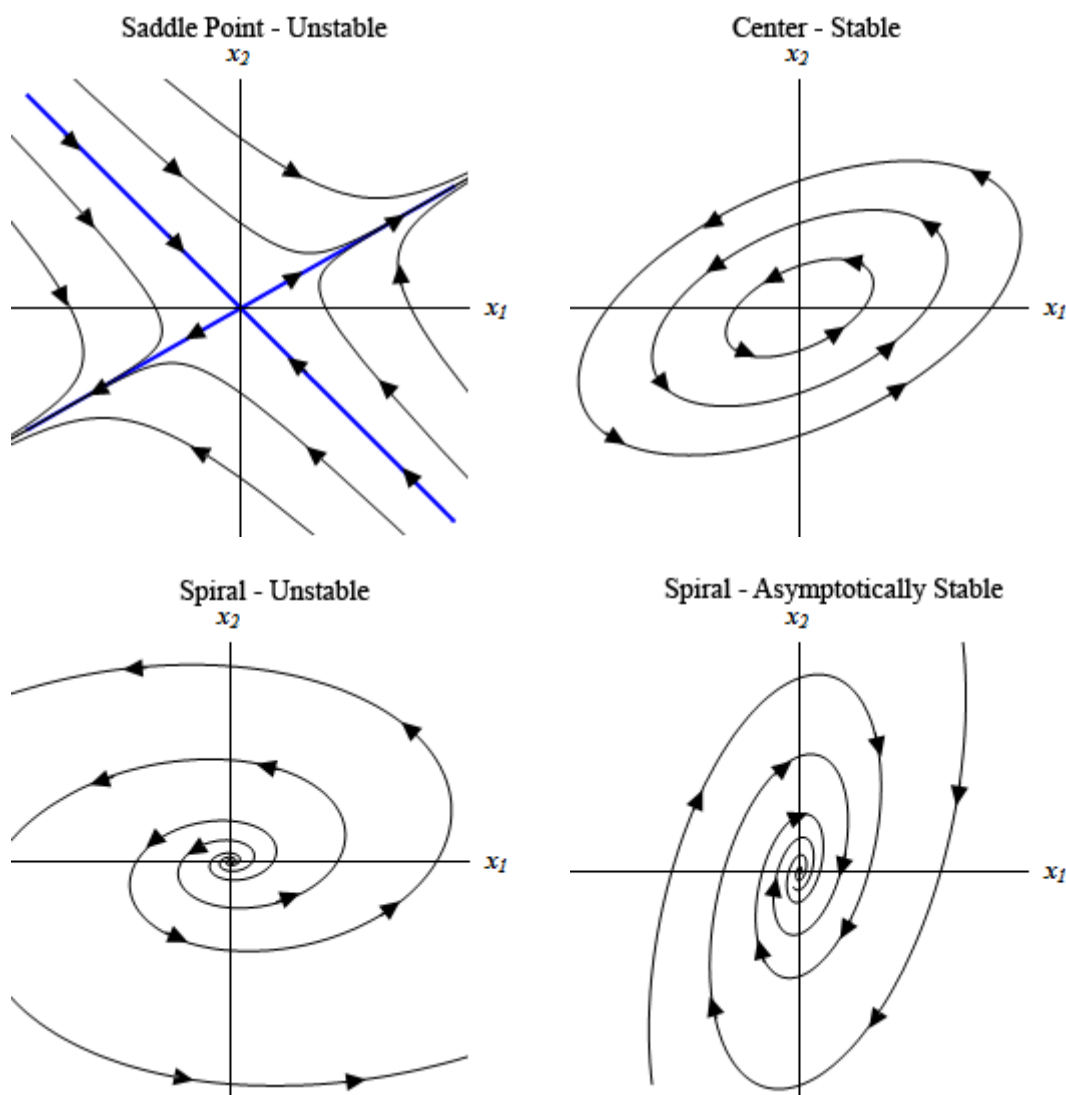 Saddle Point - Unstable
x2
x1
Center - Stable
x2
x1
Spiral - Unstable
x2
x1
Spiral - Asymptotically Stable
x2
x1